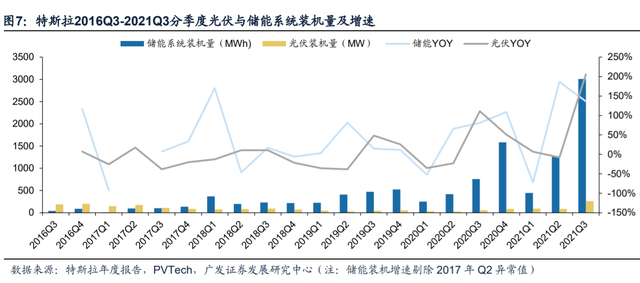 图7：特斯拉2016Q3-2021Q3分季度光伏与储能系统装机量及增速
储能系统装机量（MWh） 光伏装机量（MW） 储能YOY 光伏YOY
3500 250%
3000 200%
2500 150%
2000 100%
1500 50%
1000 0%
500 -50%
0 -100%
-150%
2016Q3 2016Q4 2017Q1 2017Q2 2017Q3 2017Q4 2018Q1 2018Q2 2018Q3 2018Q4 2019Q1 2019Q2 2019Q3 2019Q4 2020Q1 2020Q2 2020Q3 2020Q4 2021Q1 2021Q2 2021Q3
数据来源：特斯拉年度报告，PVTech，广发证券发展研究中心（注：储能装机增速剔除 2017 年 Q2 异常值）